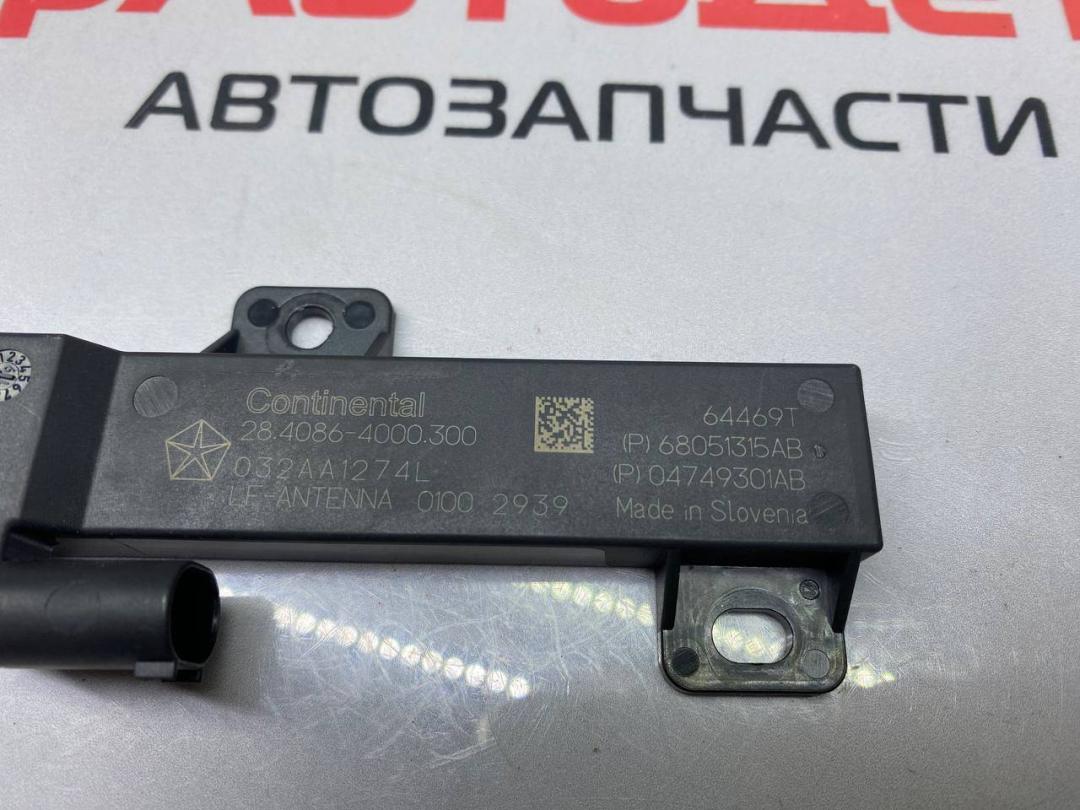 АВТОЗАПЧАСТИ
Continental
28.4086-4000.300
032AA1274L
LF-ANTENNA 0100 2939
64469T
(P) 68051315AB
(P) 04749301AB
Made in Slovenia